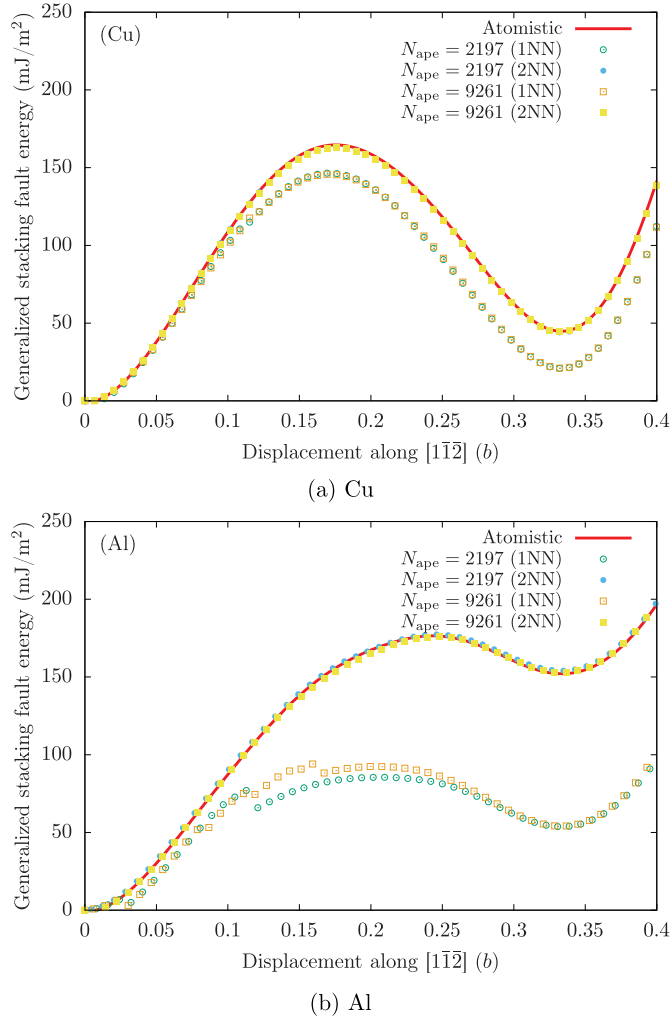 250
200
150
100
50
0
Generalized stacking fault energy (mJ/m²)
(Cu)
Atomistic
N_ape = 2197 (1NN)
N_ape = 2197 (2NN)
N_ape = 9261 (1NN)
N_ape = 9261 (2NN)
0 0.05 0.1 0.15 0.2 0.25 0.3 0.35 0.4
Displacement along [11̄2̄] (b)
(a) Cu
250
200
150
100
50
0
Generalized stacking fault energy (mJ/m²)
(Al)
Atomistic
N_ape = 2197 (1NN)
N_ape = 2197 (2NN)
N_ape = 9261 (1NN)
N_ape = 9261 (2NN)
0 0.05 0.1 0.15 0.2 0.25 0.3 0.35 0.4
Displacement along [11̄2̄] (b)
(b) Al